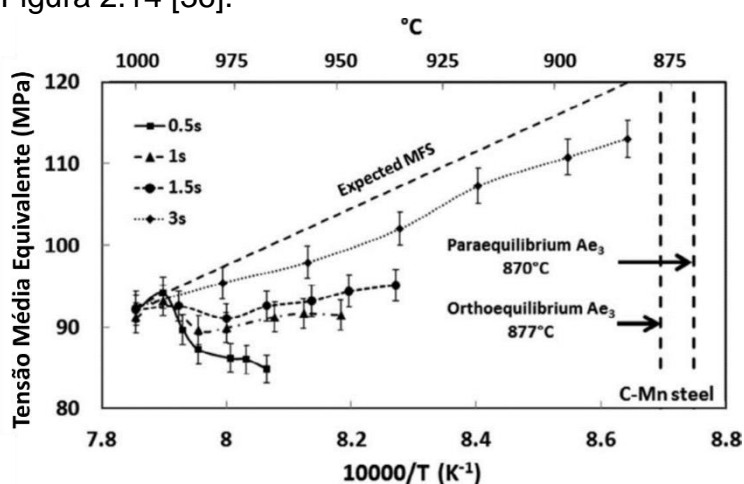 Figura 2.14 [36].
°C
1000 975 950 925 900 875
120
110
100
90
80
Tensão Média Equivalente (MPa)
0.5s
1s
1.5s
3s
Expected MFS
Paraequilibrium Ae₃
870°C
Orthoequilibrium Ae₃
877°C
C-Mn steel
7.8 8 8.2 8.4 8.6 8.8
10000/T (K⁻¹)